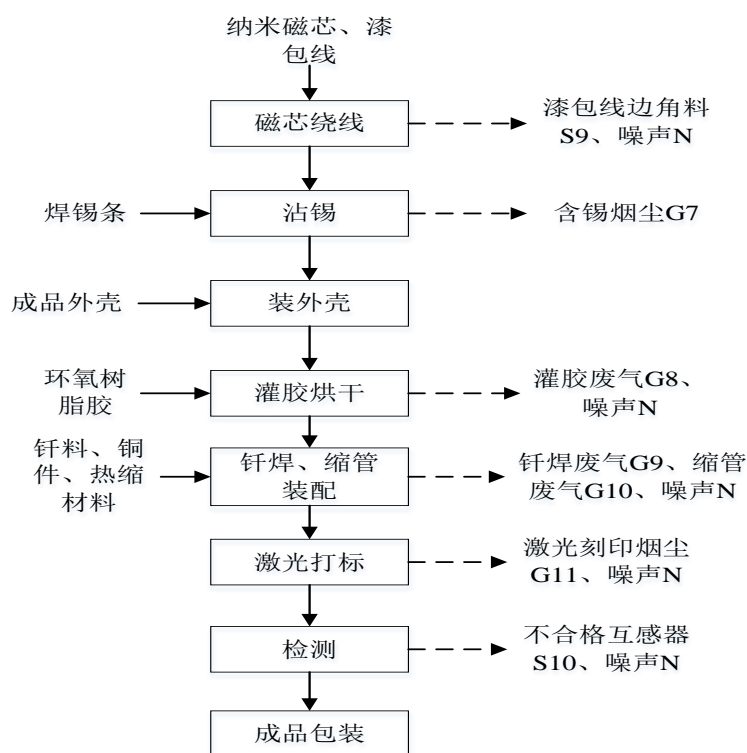 纳米磁芯、漆
包线
磁芯绕线
漆包线边角料
S9、噪声N
焊锡条
沾锡
含锡烟尘G7
成品外壳
装外壳
环氧树
脂胶
灌胶烘干
灌胶废气G8、
噪声N
钎料、铜
件、热缩
材料
钎焊、缩管
装配
钎焊废气G9、缩管
废气G10、噪声N
激光打标
激光刻印烟尘
G11、噪声N
检测
不合格互感器
S10、噪声N
成品包装